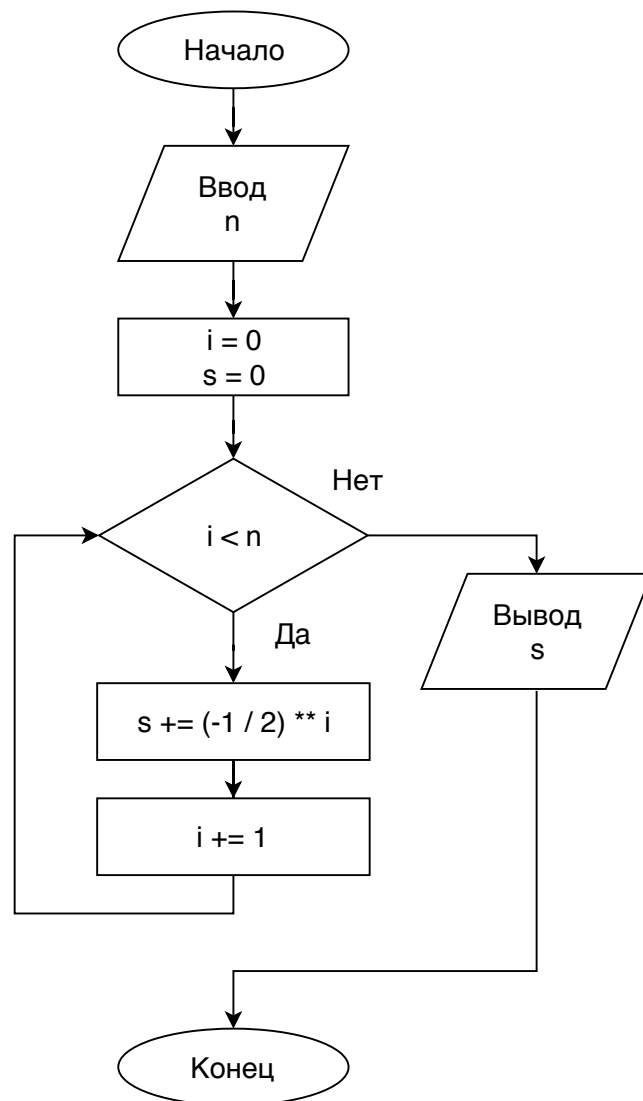 Начало
Ввод
n
i = 0
s = 0
Нет
i < n
Да
Вывод
s
s += (-1 / 2) ** i
i += 1
Конец